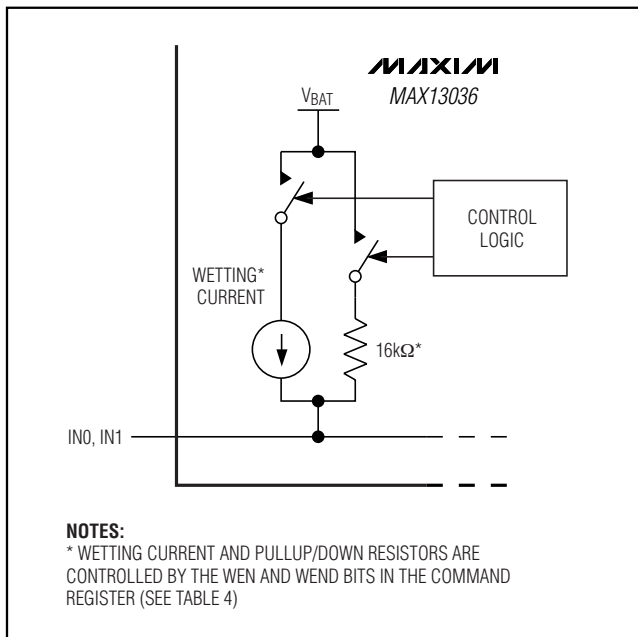 MAXIM
MAX13036
VBAT
CONTROL
LOGIC
WETTING*
CURRENT
16kΩ*
IN0, IN1
NOTES:
* WETTING CURRENT AND PULLUP/DOWN RESISTORS ARE
CONTROLLED BY THE WEN AND WEND BITS IN THE COMMAND
REGISTER (SEE TABLE 4)